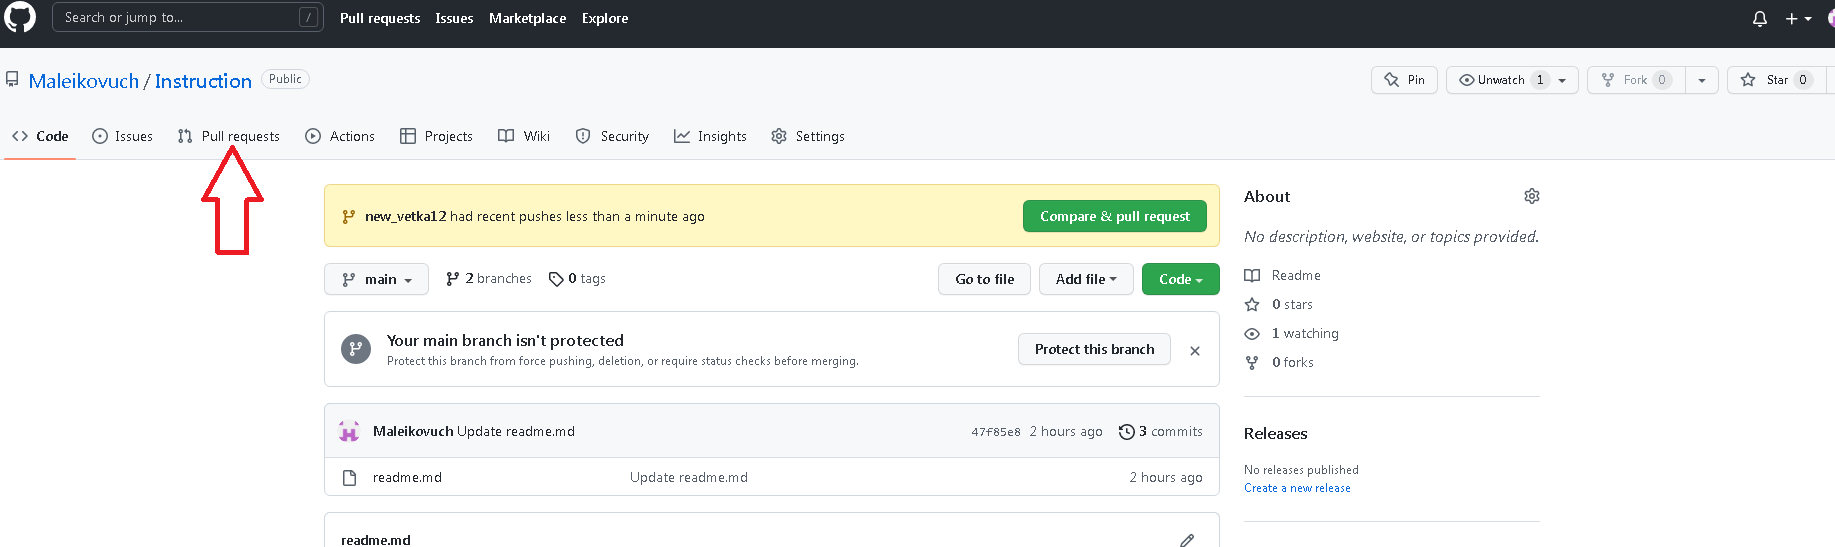 Search or jump to... /
Pull requests Issues Marketplace Explore
Maleikovuch / Instruction Public
Pin Unwatch 1 Fork 0 Star 0
Code Issues Pull requests Actions Projects Wiki Security Insights Settings
new_vetka12 had recent pushes less than a minute ago
Compare & pull request
main 2 branches 0 tags
Go to file Add file Code
Your main branch isn't protected
Protect this branch from force pushing, deletion, or require status checks before merging.
Protect this branch
Maleikovuch Update readme.md 47f85e8 2 hours ago 3 commits
readme.md Update readme.md 2 hours ago
readme.md
About
No description, website, or topics provided.
Readme
0 stars
1 watching
0 forks
Releases
No releases published
Create a new release